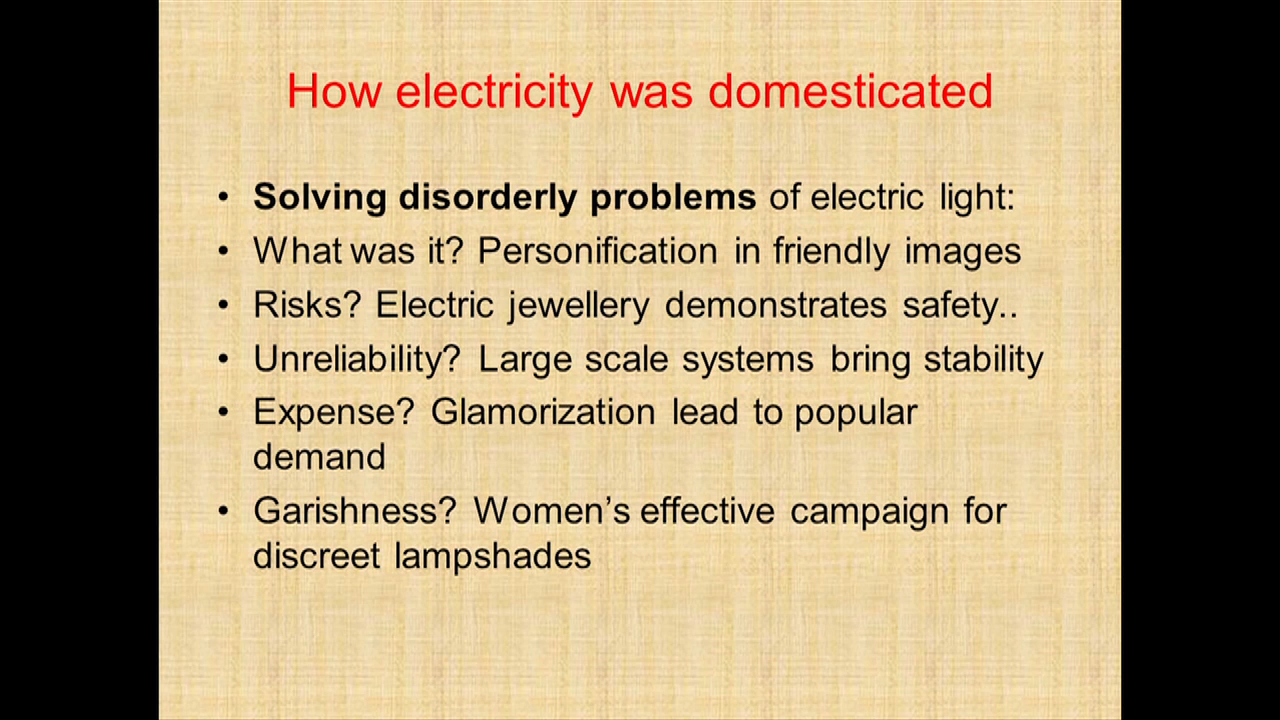 How electricity was domesticated
• Solving disorderly problems of electric light:
• What was it? Personification in friendly images
• Risks? Electric jewellery demonstrates safety..
• Unreliability? Large scale systems bring stability
• Expense? Glamorization lead to popular
demand
• Garishness? Women’s effective campaign for
discreet lampshades